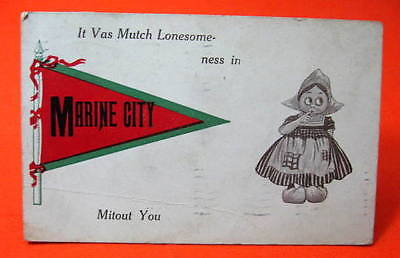 It Vas Mutch Lonesome-
ness in
MARINE CITY
Mitout You